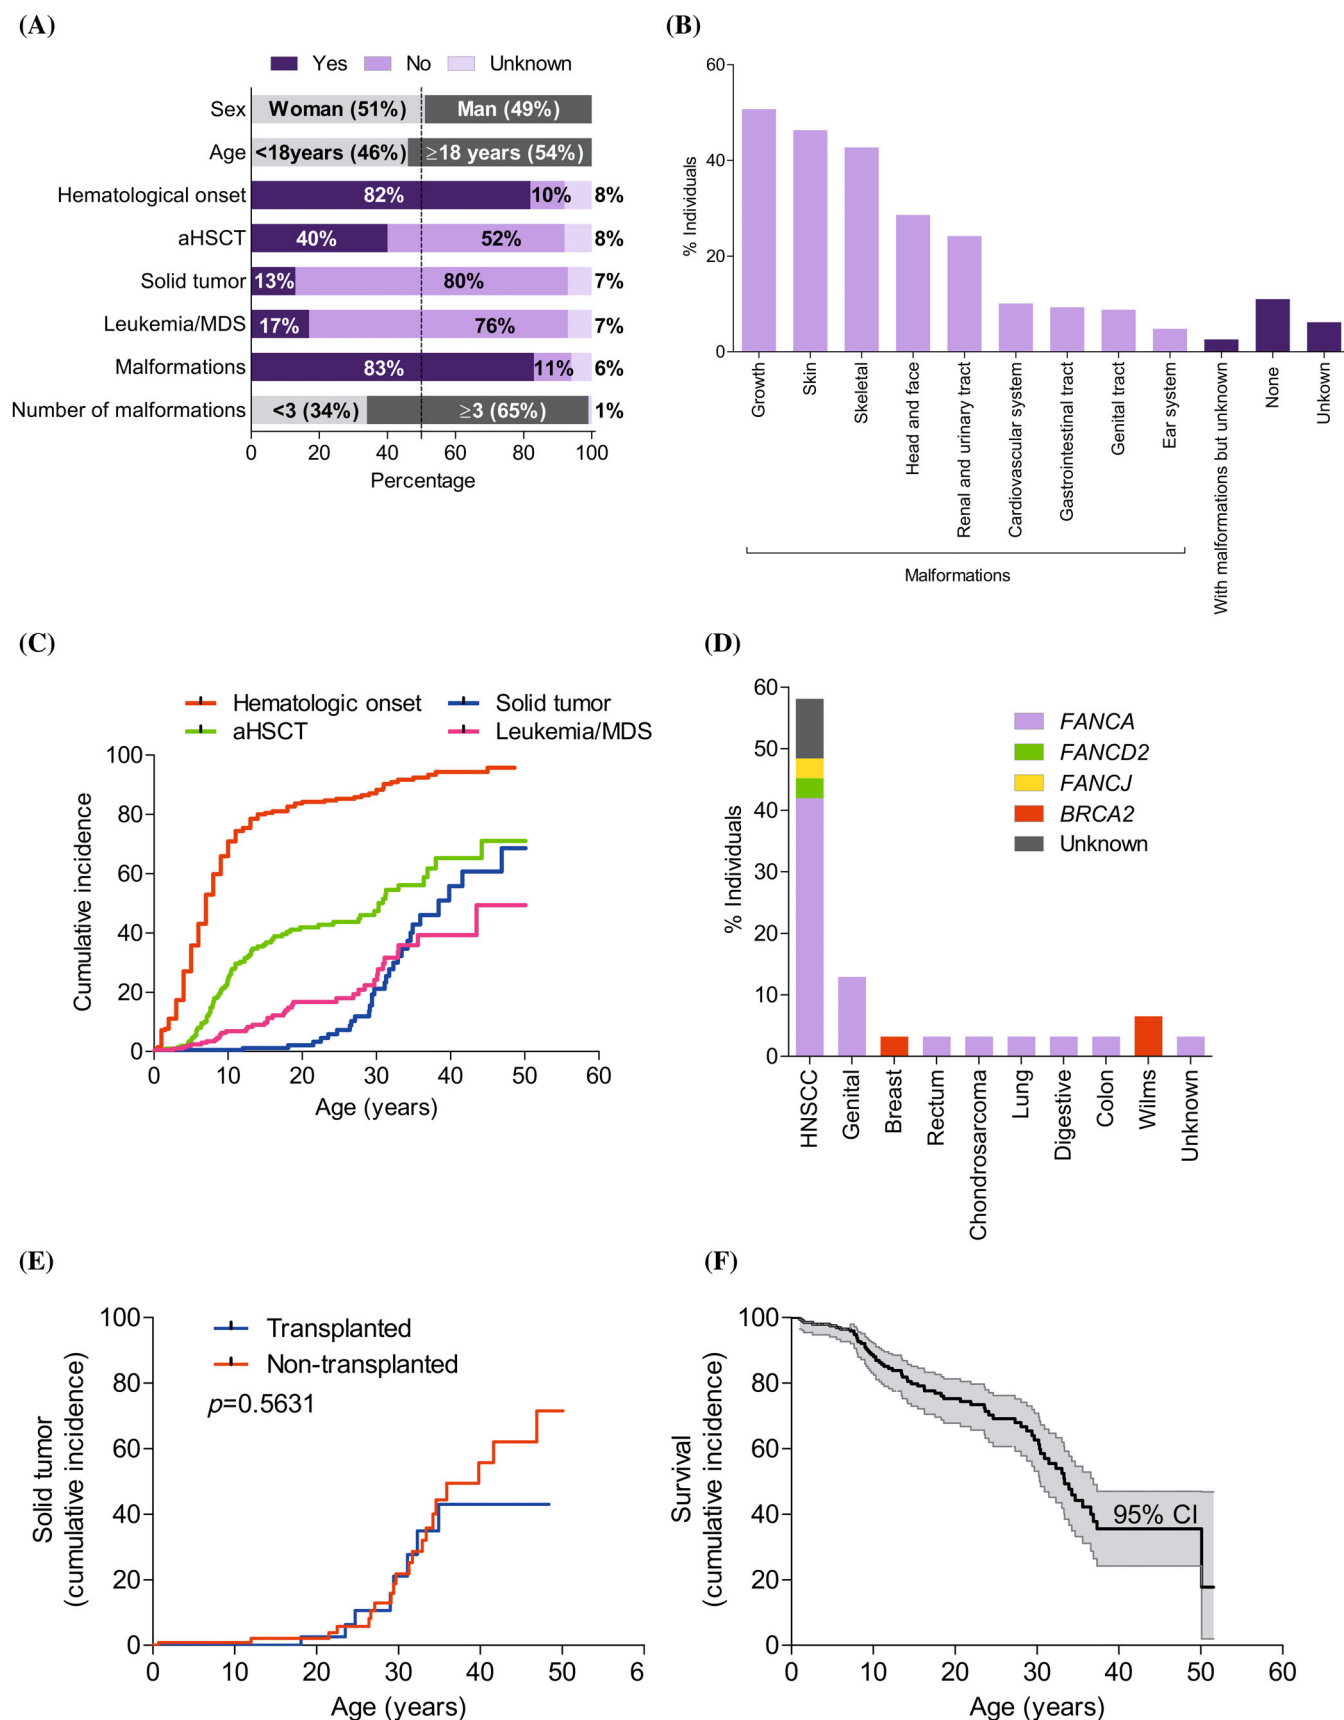 (A)
Yes No Unknown
Sex Woman (51%) Man (49%)
Age <18years (46%) ≥18 years (54%)
Hematological onset 82% 10% 8%
aHSCT 40% 52% 8%
Solid tumor 13% 80% 7%
Leukemia/MDS 17% 76% 7%
Malformations 83% 11% 6%
Number of malformations <3 (34%) ≥3 (65%) 1%
0 20 40 60 80 100
Percentage
(B)
% Individuals
60
40
20
0
Growth
Skin
Skeletal
Head and face
Renal and urinary tract
Cardiovascular system
Gastrointestinal tract
Genital tract
Ear system
With malformations but unknown
None
Unkown
Malformations
(C)
Hematologic onset Solid tumor
aHSCT Leukemia/MDS
Cumulative incidence
100
80
60
40
20
0
0 10 20 30 40 50 60
Age (years)
(D)
% Individuals
60
50
40
30
20
10
0
FANCA
FANCD2
FANCJ
BRCA2
Unknown
HNSCC
Genital
Breast
Rectum
Chondrosarcoma
Lung
Digestive
Colon
Wilms
Unknown
(E)
Solid tumor
(cumulative incidence)
100
80
60
40
20
0
Transplanted
Non-transplanted
p=0.5631
0 10 20 30 40 50 6
Age (years)
(F)
Survival
(cumulative incidence)
100
80
60
40
20
0
95% CI
0 10 20 30 40 50 60
Age (years)